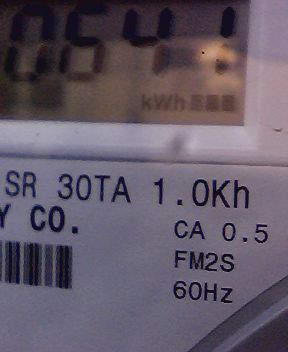 kWh
SR 30TA 1.0Kh
Y CO.
CA 0.5
FM2S
60Hz